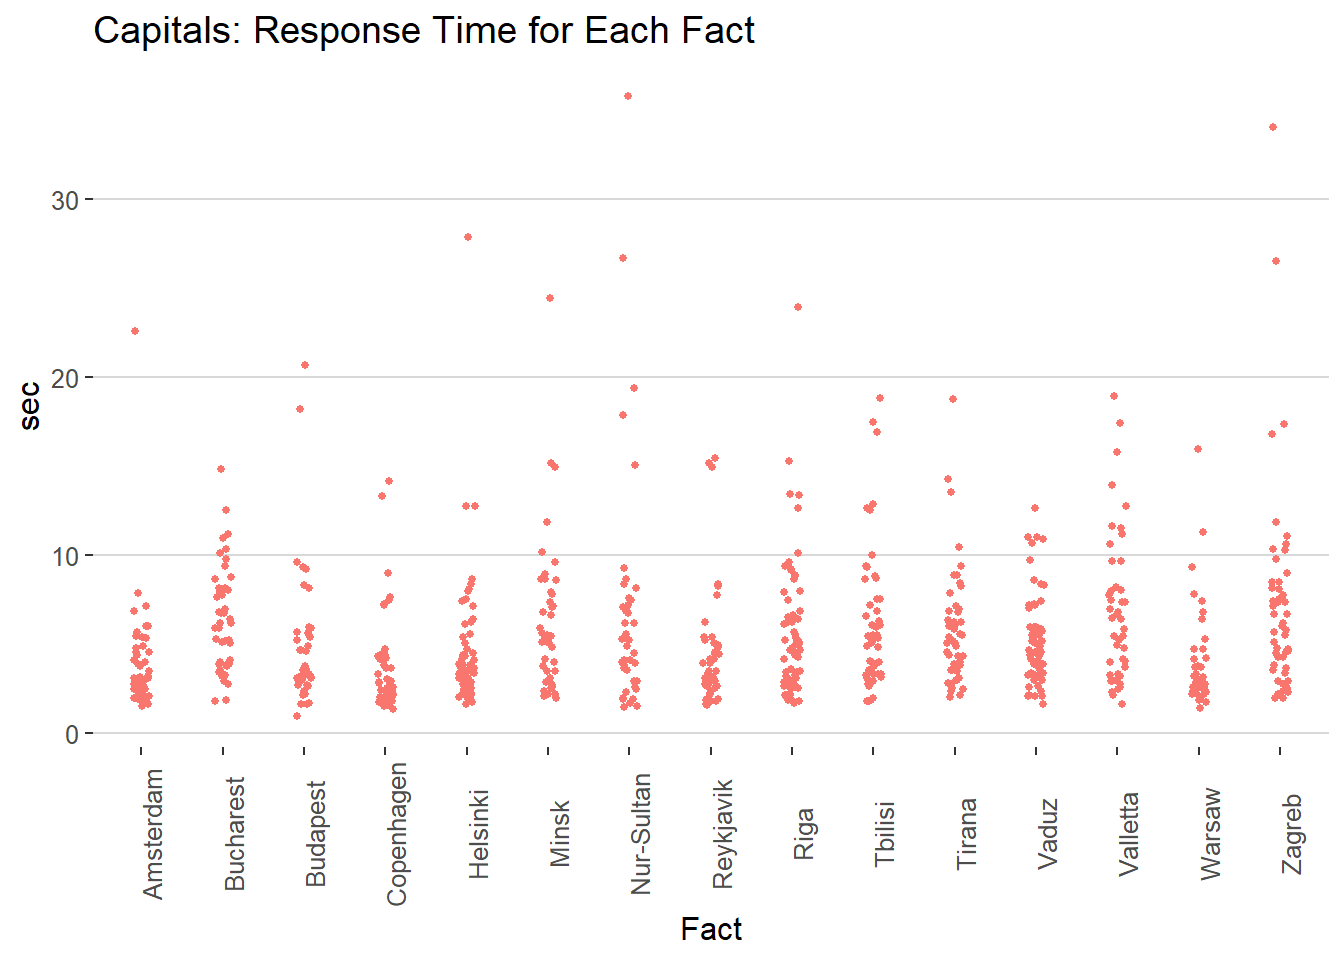 Capitals: Response Time for Each Fact
sec
30
20
10
0
Amsterdam
Bucharest
Budapest
Copenhagen
Helsinki
Minsk
Nur-Sultan
Reykjavik
Riga
Tbilisi
Tirana
Vaduz
Valletta
Warsaw
Zagreb
Fact